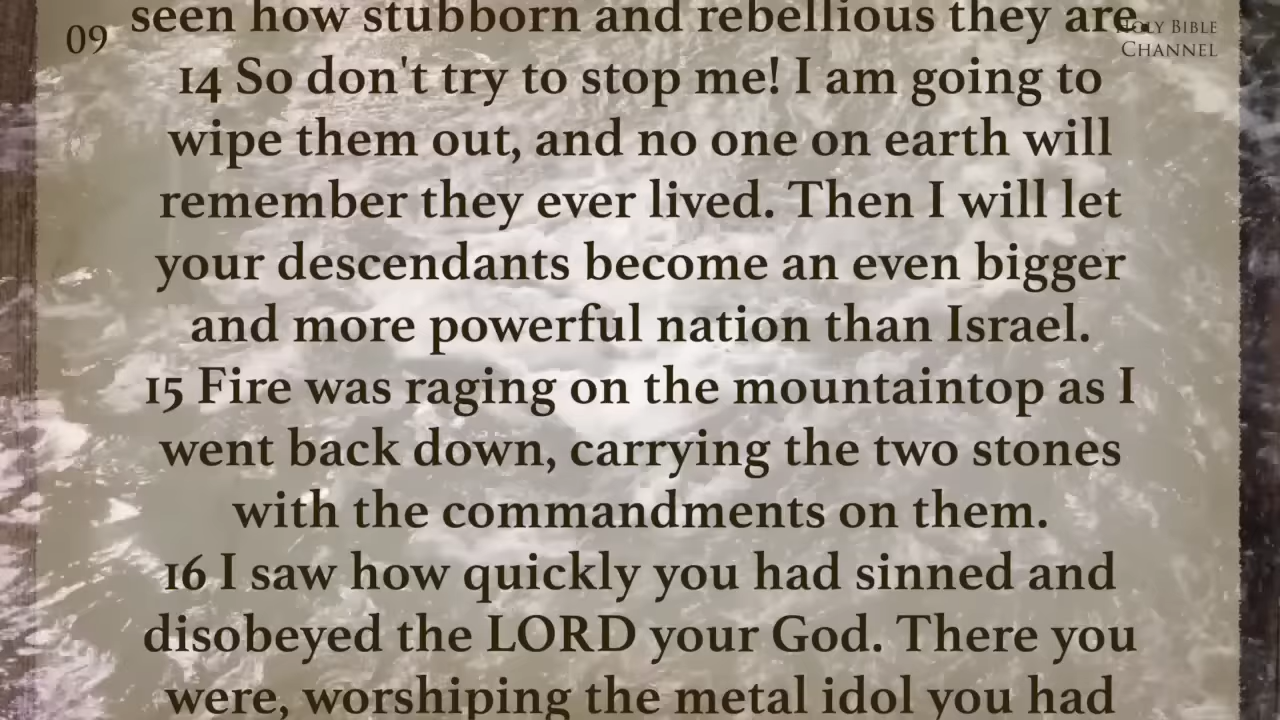 09
HOLY BIBLE
CHANNEL
seen how stubborn and rebellious they are.
14 So don't try to stop me! I am going to
wipe them out, and no one on earth will
remember they ever lived. Then I will let
your descendants become an even bigger
and more powerful nation than Israel.
15 Fire was raging on the mountaintop as I
went back down, carrying the two stones
with the commandments on them.
16 I saw how quickly you had sinned and
disobeyed the LORD your God. There you
were, worshiping the metal idol you had